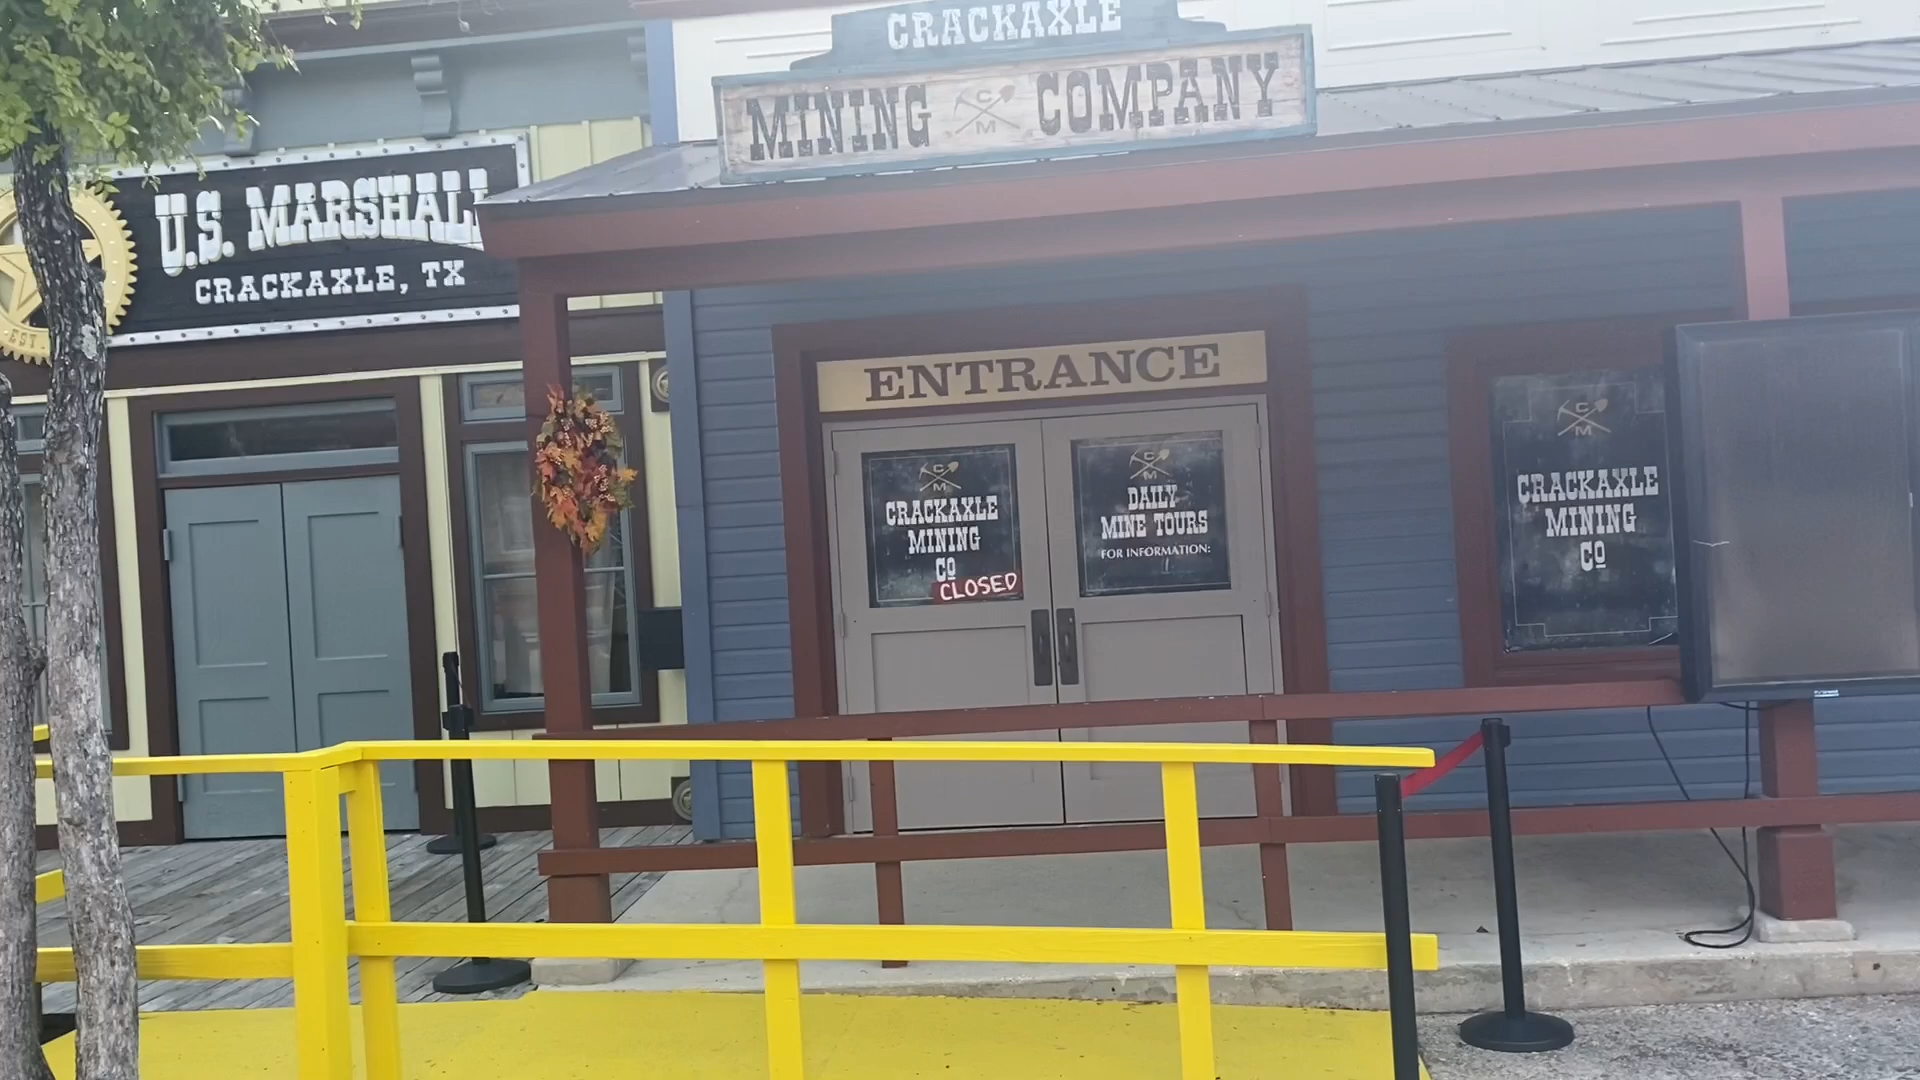 CRACKAXLE
MINING C M COMPANY
U.S. MARSHALL
CRACKAXLE, TX
EST.
ENTRANCE
C
M
CRACKAXLE
MINING
CO
CLOSED
C
M
DAILY
MINE TOURS
FOR INFORMATION:
C
M
CRACKAXLE
MINING
CO